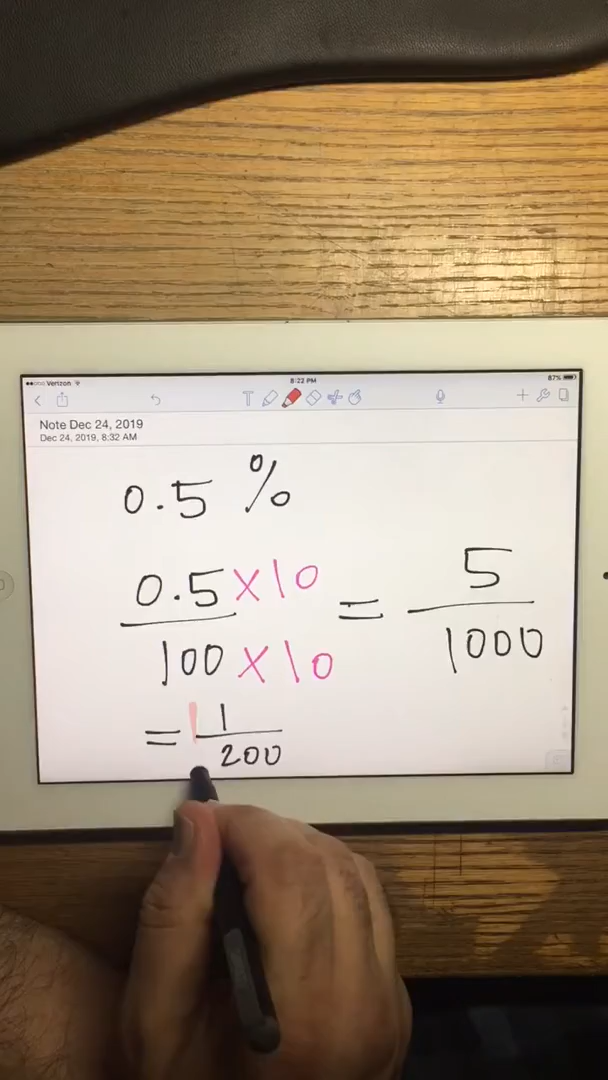 Verizon 8:22 PM 87%
T
Note Dec 24, 2019
Dec 24, 2019, 8:32 AM
0.5 %
0.5 × 10 / 100 × 10 = 5 / 1000
= 1 / 200